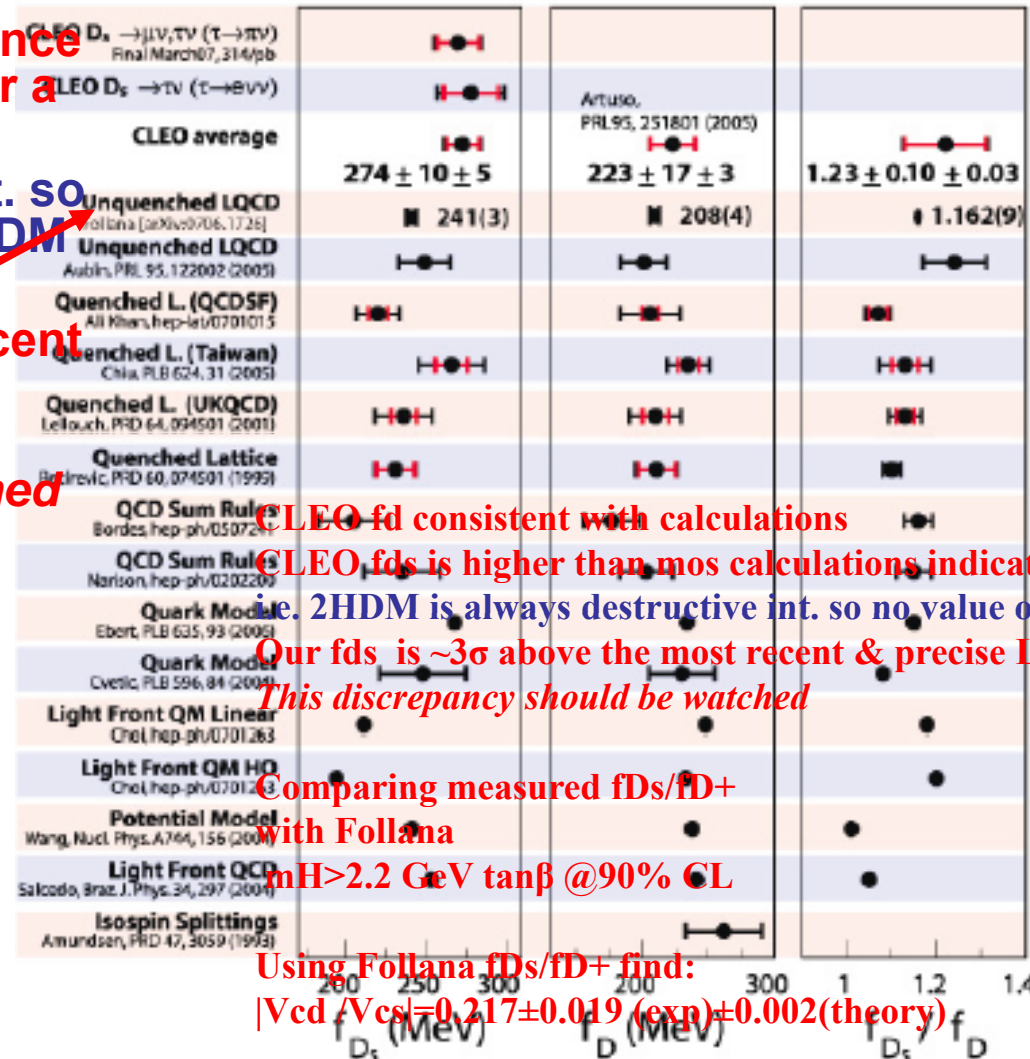 nce
r a
t. so
DM
cent
ned
CLEO Dₛ →μν,τν (τ→πν)
Final March07, 314/pb
CLEO Dₛ →τν (τ→eνν)
CLEO average
Artuso,
PRL95, 251801 (2005)
274 ± 10 ± 5
223 ± 17 ± 3
1.23 ± 0.10 ± 0.03
Unquenched LQCD
Follana [arXiv:0706.1726]
241(3)
208(4)
1.162(9)
Unquenched LQCD
Aubin, PRL 95, 122002 (2005)
Quenched L. (QCDSF)
Ali Khan, hep-lat/0701015
Quenched L. (Taiwan)
Chiu, PLB 624, 31 (2005)
Quenched L. (UKQCD)
Lellouch, PRD 64, 094501 (2001)
Quenched Lattice
Becirevic, PRD 60, 074501 (1999)
QCD Sum Rules
Bordes, hep-ph/0507241
QCD Sum Rules
Narison, hep-ph/0202200
Quark Model
Ebert, PLB 635, 93 (2006)
Quark Model
Cvetic, PLB 596, 84 (2004)
Light Front QM Linear
Choi, hep-ph/0701263
Light Front QM HO
Choi, hep-ph/0701263
Potential Model
Wang, Nucl. Phys. A744, 156 (2004)
Light Front QCD
Salcedo, Braz. J. Phys. 34, 297 (2004)
Isospin Splittings
Amundsen, PRD 47, 3059 (1993)
CLEO fd consistent with calculations
CLEO fds is higher than mos calculations indicat
i.e. 2HDM is always destructive int. so no value o
Our fds is ~3σ above the most recent & precise L
This discrepancy should be watched
Comparing measured fDs/fD+
with Follana
mH>2.2 GeV tanβ @90% CL
Using Follana fDs/fD+ find:
|Vcd /Vcs|=0.217±0.019 (exp)±0.002(theory)
200 250 300
200 300
1 1.2 1.4
f_Dₛ (MeV)
f_D (MeV)
f_Dₛ / f_D